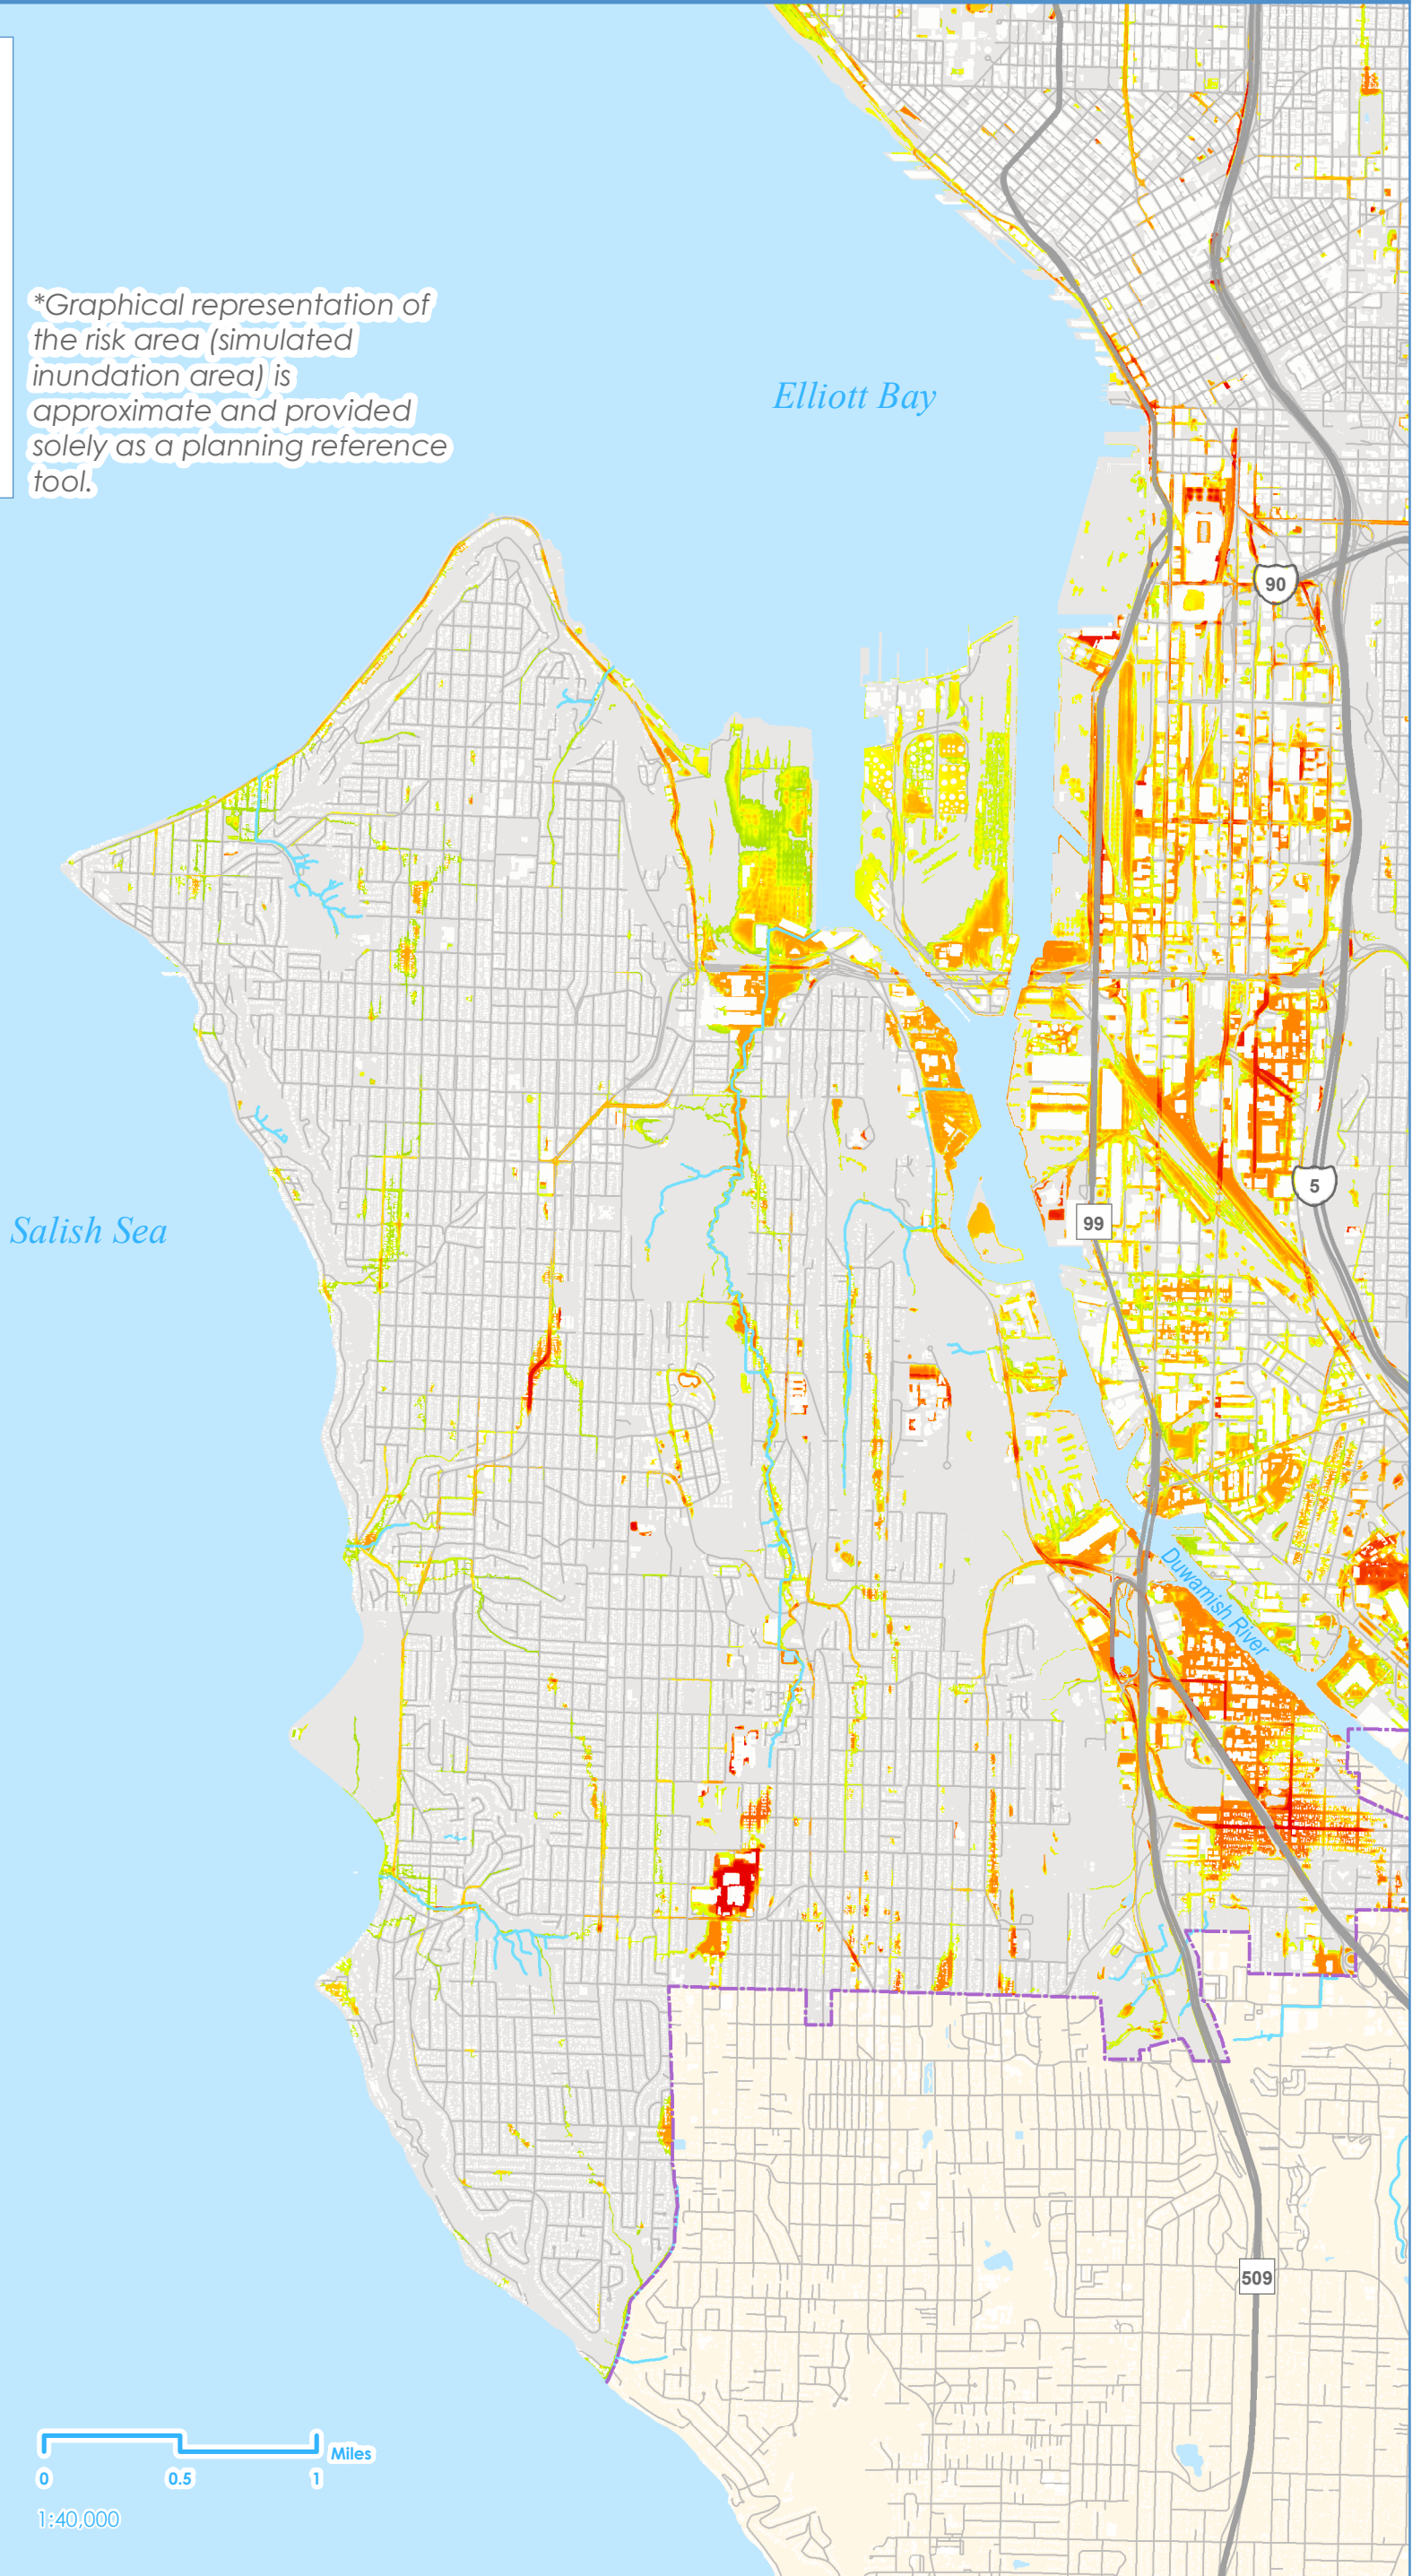 *Graphical representation of
the risk area (simulated
inundation area) is
approximate and provided
solely as a planning reference
tool.
Elliott Bay
90
Salish Sea
5
99
Duwamish River
509
Miles
0 0.5 1
1:40,000